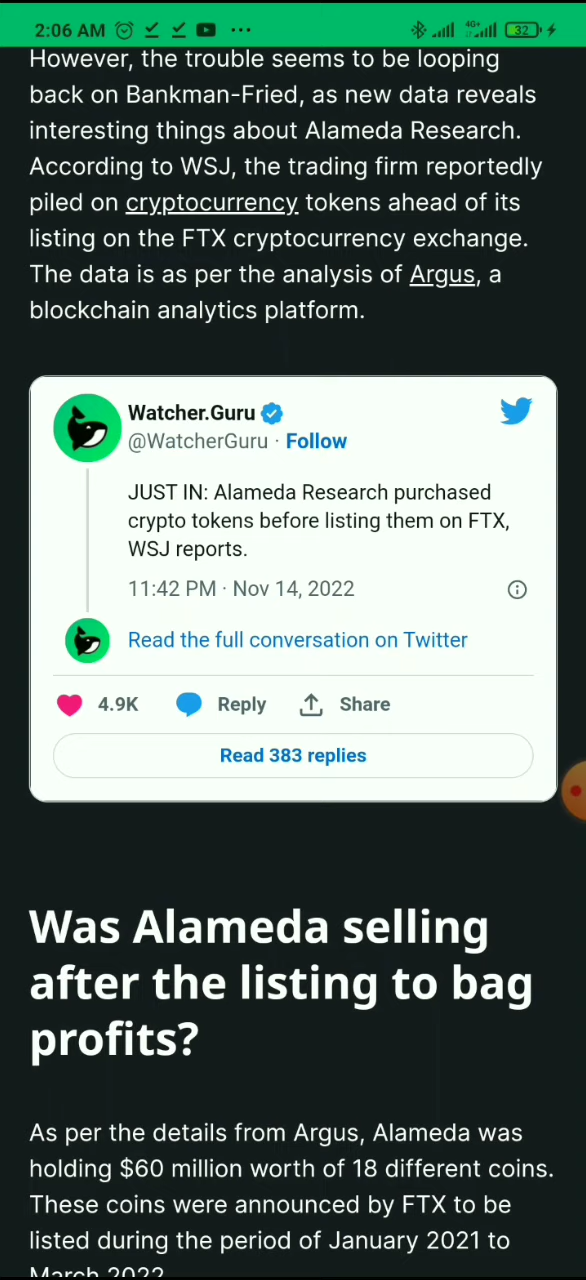 2:06 AM
4G+
32
However, the trouble seems to be looping
back on Bankman-Fried, as new data reveals
interesting things about Alameda Research.
According to WSJ, the trading firm reportedly
piled on cryptocurrency tokens ahead of its
listing on the FTX cryptocurrency exchange.
The data is as per the analysis of Argus, a
blockchain analytics platform.
Watcher.Guru
@WatcherGuru · Follow
JUST IN: Alameda Research purchased
crypto tokens before listing them on FTX,
WSJ reports.
11:42 PM · Nov 14, 2022
Read the full conversation on Twitter
4.9K Reply Share
Read 383 replies
Was Alameda selling
after the listing to bag
profits?
As per the details from Argus, Alameda was
holding $60 million worth of 18 different coins.
These coins were announced by FTX to be
listed during the period of January 2021 to
March 2022